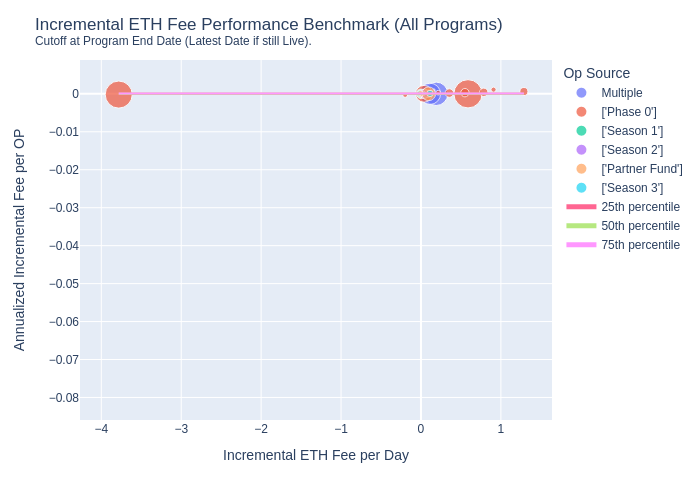 Incremental ETH Fee Performance Benchmark (All Programs)
Cutoff at Program End Date (Latest Date if still Live).
Op Source
Multiple
['Phase 0']
['Season 1']
['Season 2']
['Partner Fund']
['Season 3']
25th percentile
50th percentile
75th percentile
Annualized Incremental Fee per OP
0
−0.01
−0.02
−0.03
−0.04
−0.05
−0.06
−0.07
−0.08
−4
−3
−2
−1
0
1
Incremental ETH Fee per Day